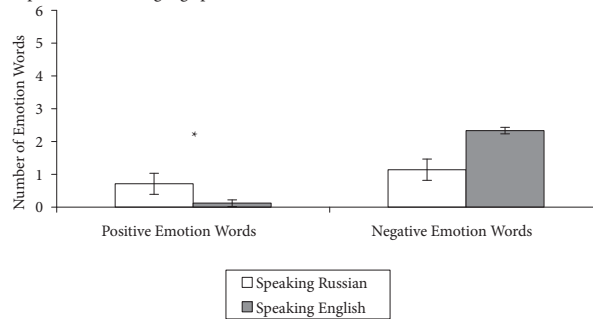 6
5
4
3
2
1
0
Number of Emotion Words
*
Positive Emotion Words
Negative Emotion Words
Speaking Russian
Speaking English